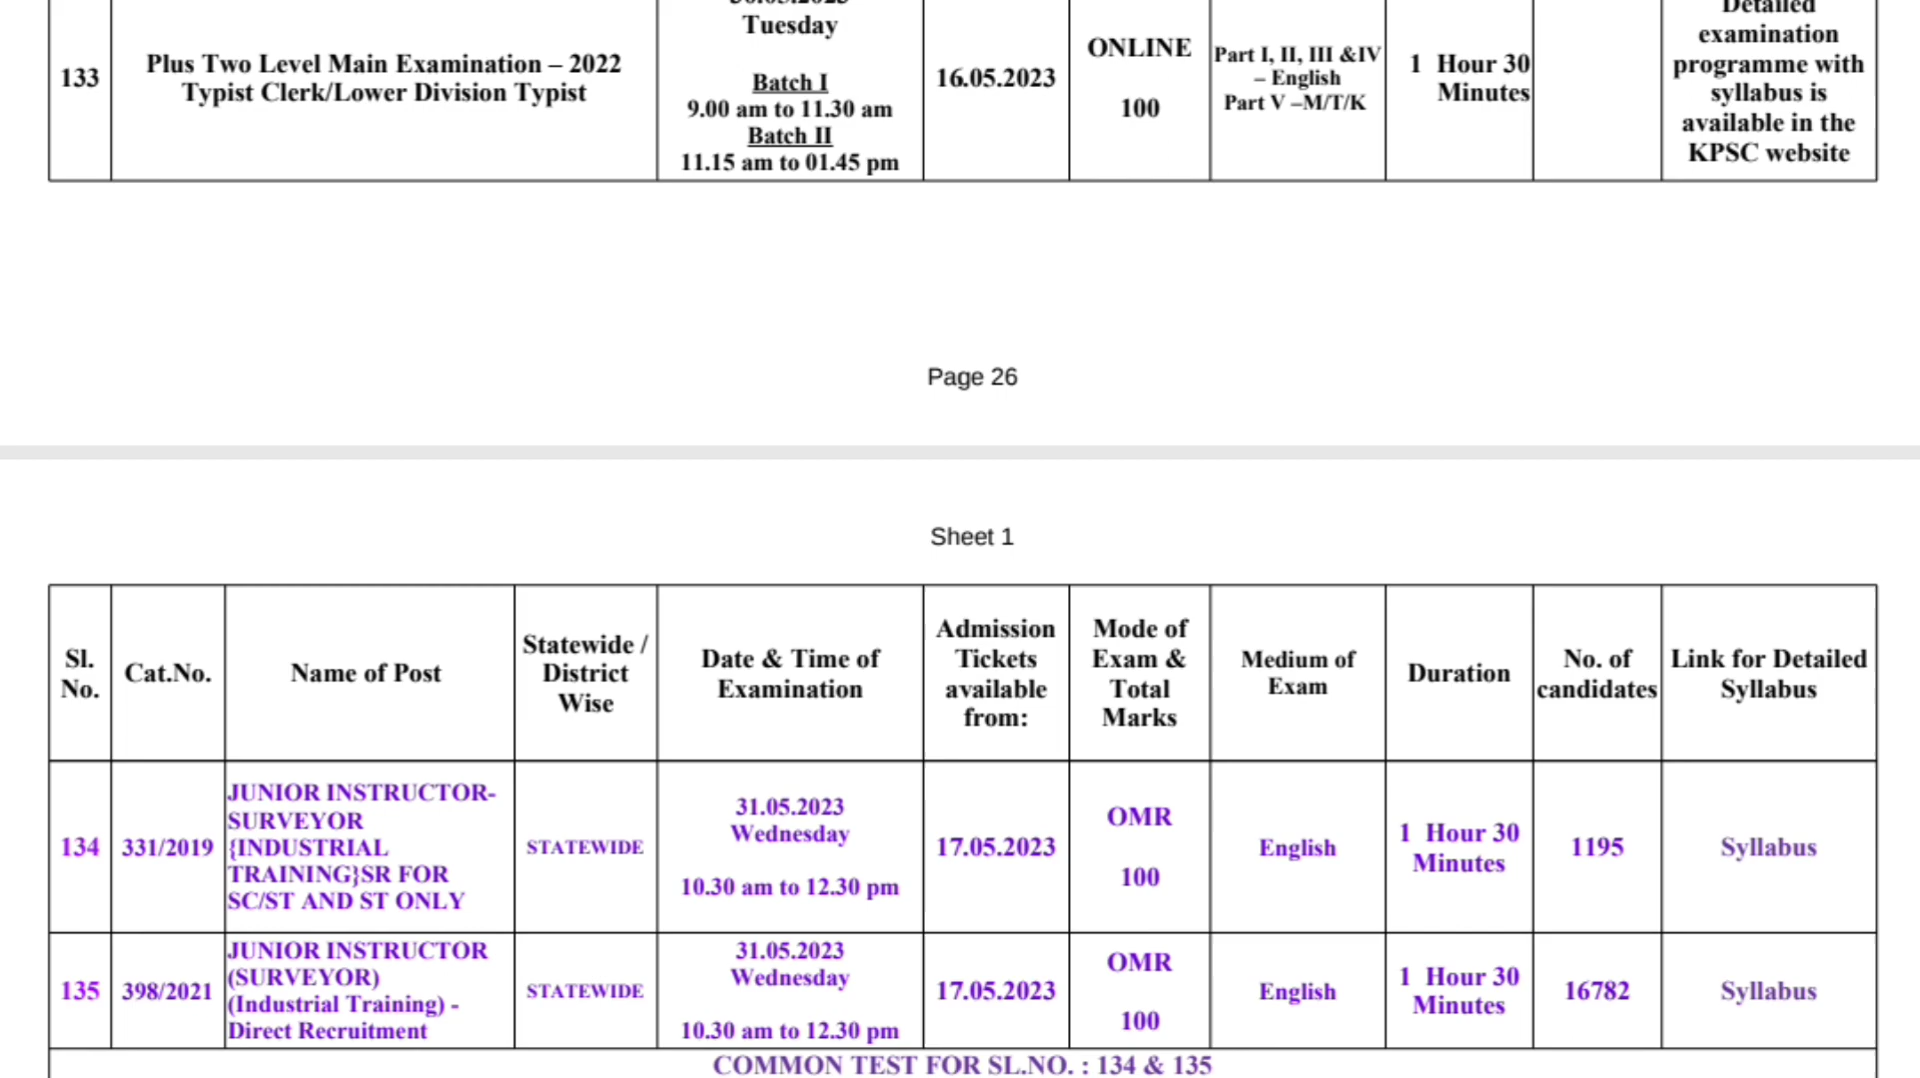 30.05.2023
Tuesday
Batch I
9.00 am to 11.30 am
Batch II
11.15 am to 01.45 pm
133
Plus Two Level Main Examination – 2022
Typist Clerk/Lower Division Typist
16.05.2023
ONLINE
100
Part I, II, III &IV
– English
Part V –M/T/K
1 Hour 30
Minutes
Detailed
examination
programme with
syllabus is
available in the
KPSC website
Page 26
Sheet 1
Sl.
No.
Cat.No.
Name of Post
Statewide /
District
Wise
Date & Time of
Examination
Admission
Tickets
available
from:
Mode of
Exam &
Total
Marks
Medium of
Exam
Duration
No. of
candidates
Link for Detailed
Syllabus
134
331/2019
JUNIOR INSTRUCTOR-
SURVEYOR
{INDUSTRIAL
TRAINING}SR FOR
SC/ST AND ST ONLY
STATEWIDE
31.05.2023
Wednesday
10.30 am to 12.30 pm
17.05.2023
OMR
100
English
1 Hour 30
Minutes
1195
Syllabus
135
398/2021
JUNIOR INSTRUCTOR
(SURVEYOR)
(Industrial Training) -
Direct Recruitment
STATEWIDE
31.05.2023
Wednesday
10.30 am to 12.30 pm
17.05.2023
OMR
100
English
1 Hour 30
Minutes
16782
Syllabus
COMMON TEST FOR SL.NO. : 134 & 135